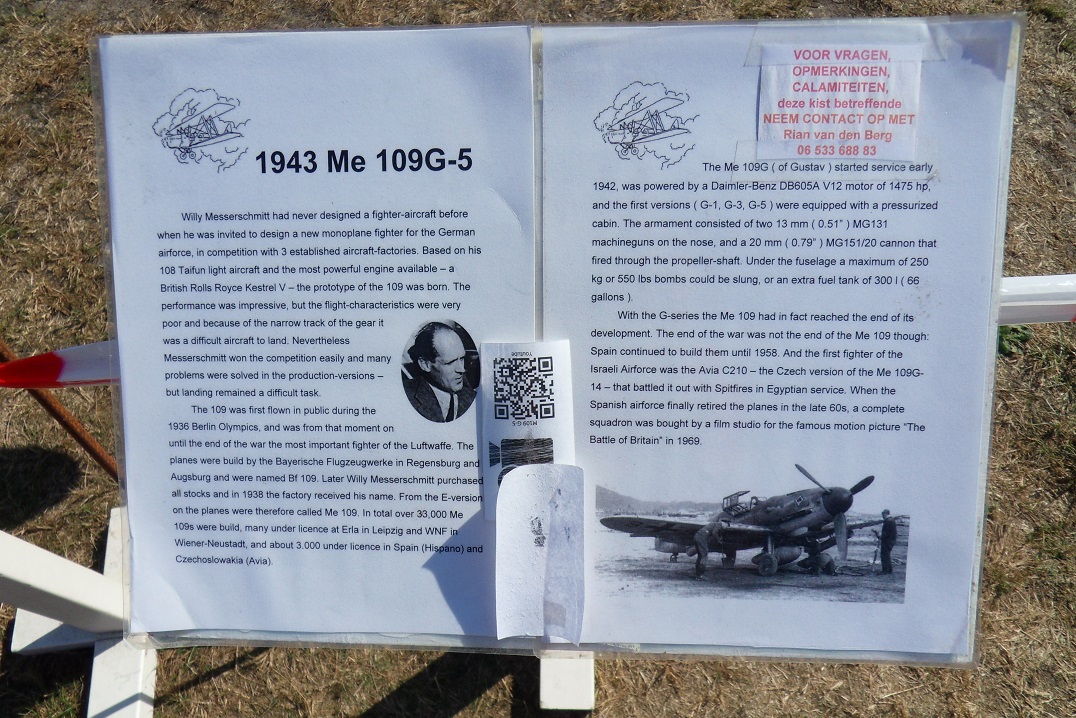 1943 Me 109G-5
Willy Messerschmitt had never designed a fighter-aircraft before
when he was invited to design a new monoplane fighter for the German
airforce, in competition with 3 established aircraft-factories. Based on his
108 Taifun light aircraft and the most powerful engine available – a
British Rolls Royce Kestrel V – the prototype of the 109 was born. The
performance was impressive, but the flight-characteristics were very
poor and because of the narrow track of the gear it
was a difficult aircraft to land. Nevertheless
Messerschmitt won the competition easily and many
problems were solved in the production-versions –
but landing remained a difficult task.
The 109 was first flown in public during the
1936 Berlin Olympics, and was from that moment on
until the end of the war the most important fighter of the Luftwaffe. The
planes were build by the Bayerische Flugzeugwerke in Regensburg and
Augsburg and were named Bf 109. Later Willy Messerschmitt purchased
all stocks and in 1938 the factory received his name. From the E-version
on the planes were therefore called Me 109. In total over 33,000 Me
109s were build, many under licence at Erla in Leipzig and WNF in
Wiener-Neustadt, and about 3.000 under licence in Spain (Hispano) and
Czechoslowakia (Avia).
YouTube
M109 G-5
VOOR VRAGEN,
OPMERKINGEN,
CALAMITEITEN,
deze kist betreffende
NEEM CONTACT OP MET
Rian van den Berg
06 533 688 83
The Me 109G ( of Gustav ) started service early
1942, was powered by a Daimler-Benz DB605A V12 motor of 1475 hp,
and the first versions ( G-1, G-3, G-5 ) were equipped with a pressurized
cabin. The armament consisted of two 13 mm ( 0.51" ) MG131
machineguns on the nose, and a 20 mm ( 0.79" ) MG151/20 cannon that
fired through the propeller-shaft. Under the fuselage a maximum of 250
kg or 550 lbs bombs could be slung, or an extra fuel tank of 300 l ( 66
gallons ).
With the G-series the Me 109 had in fact reached the end of its
development. The end of the war was not the end of the Me 109 though:
Spain continued to build them until 1958. And the first fighter of the
Israeli Airforce was the Avia C210 – the Czech version of the Me 109G-
14 – that battled it out with Spitfires in Egyptian service. When the
Spanish airforce finally retired the planes in the late 60s, a complete
squadron was bought by a film studio for the famous motion picture "The
Battle of Britain" in 1969.